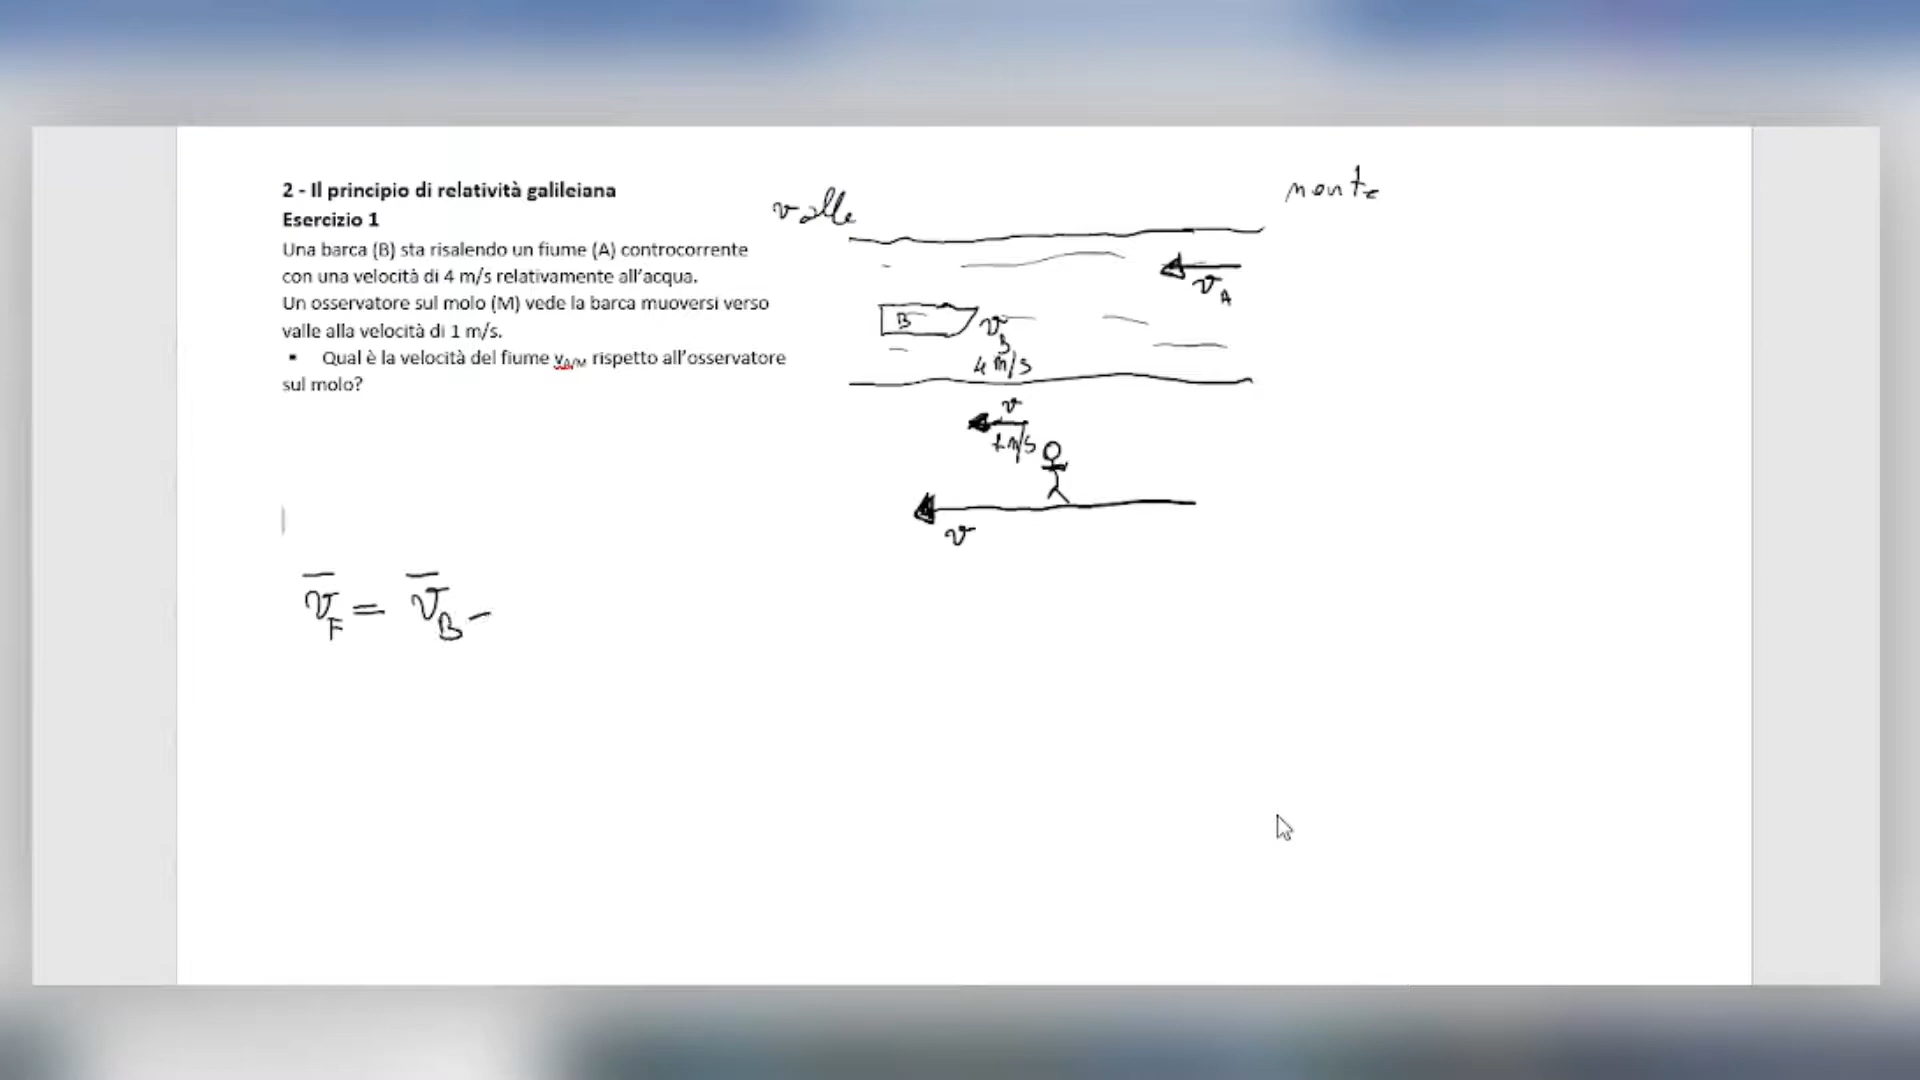 2 - Il principio di relatività galileiana
Esercizio 1
Una barca (B) sta risalendo un fiume (A) controcorrente
con una velocità di 4 m/s relativamente all'acqua.
Un osservatore sul molo (M) vede la barca muoversi verso
valle alla velocità di 1 m/s.
▪ Qual è la velocità del fiume vA/M rispetto all'osservatore
sul molo?
valle
monte
vA
B
vB
4 m/s
v
1 m/s
v
v̅F = v̅B -